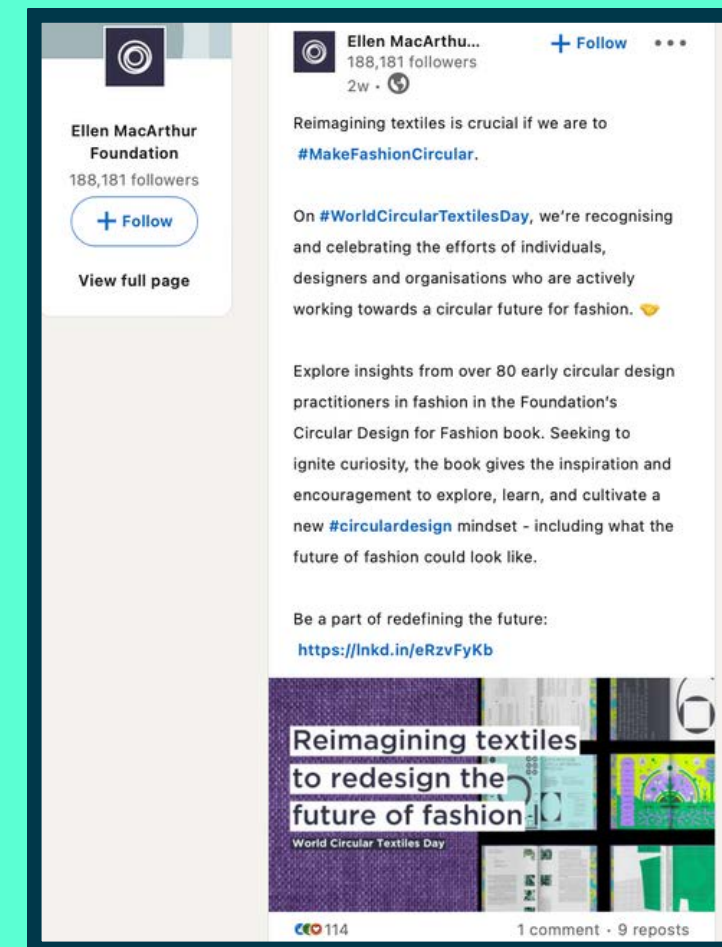 Ellen MacArthur
Foundation
188,181 followers
+ Follow
View full page
Ellen MacArthu...
188,181 followers
2w •
+ Follow
Reimagining textiles is crucial if we are to
#MakeFashionCircular.
On #WorldCircularTextilesDay, we're recognising
and celebrating the efforts of individuals,
designers and organisations who are actively
working towards a circular future for fashion. 🤝
Explore insights from over 80 early circular design
practitioners in fashion in the Foundation's
Circular Design for Fashion book. Seeking to
ignite curiosity, the book gives the inspiration and
encouragement to explore, learn, and cultivate a
new #circulardesign mindset - including what the
future of fashion could look like.
Be a part of redefining the future:
https://lnkd.in/eRzvFyKb
Reimagining textiles
to redesign the
future of fashion
World Circular Textiles Day
114
1 comment · 9 reposts